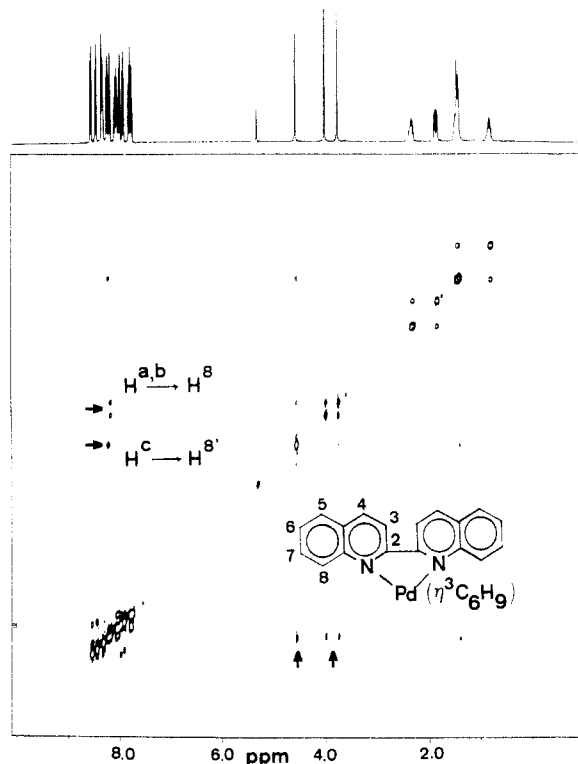 H a,b → H 8
H c → H 8'
5 4
6 3
7 2
8 N N
Pd (η³C₆H₉)
8.0 6.0 ppm 4.0 2.0